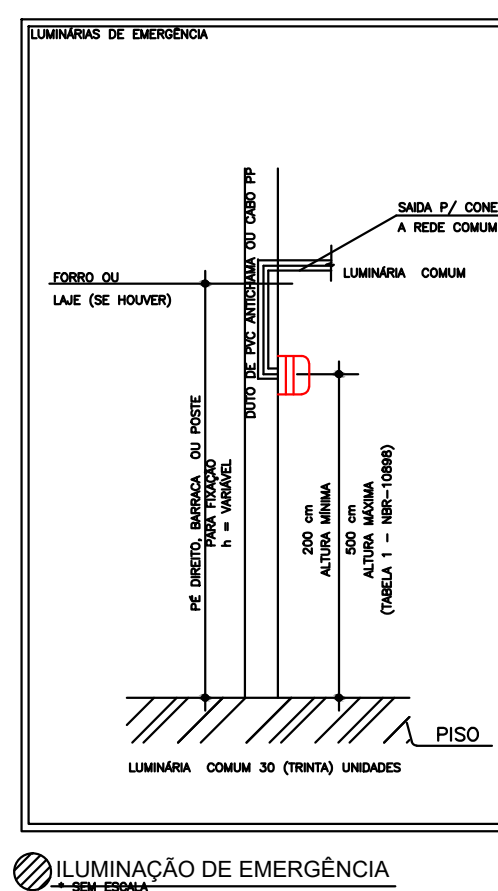 LUMINÁRIAS DE EMERGÊNCIA
SAIDA P/ CONE
A REDE COMUM
LUMINÁRIA COMUM
FORRO OU
LAJE (SE HOUVER)
DUTO DE PVC ANTICHAMA OU CABO PP
PÉ DIREITO, BARRACA OU POSTE
PARA FIXAÇÃO
h = VARIÁVEL
200 cm
ALTURA MÍNIMA
500 cm
ALTURA MÁXIMA
(TABELA 1 - NBR-10898)
PISO
LUMINÁRIA COMUM 30 (TRINTA) UNIDADES
ILUMINAÇÃO DE EMERGÊNCIA
* SEM ESCALA